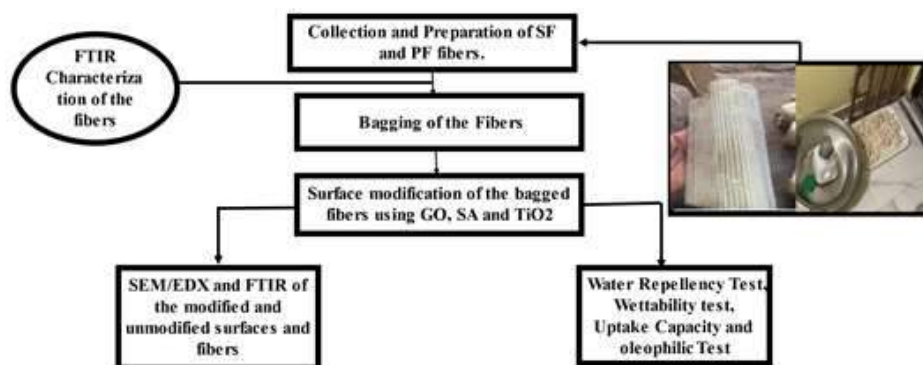 Collection and Preparation of SF
and PF fibers.
FTIR
Characteriza
tion of the
fibers
Bagging of the Fibers
Surface modification of the bagged
fibers using GO, SA and TiO2
SEM/EDX and FTIR of
the modified and
unmodified surfaces and
fibers
Water Repellency Test,
Wettability test,
Uptake Capacity and
oleophilic Test